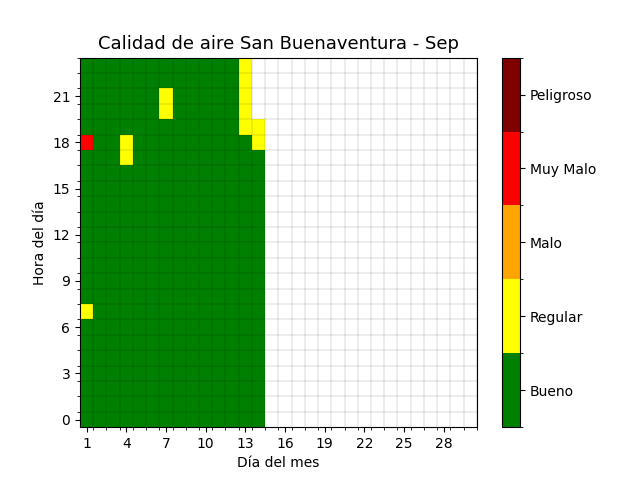 Calidad de aire San Buenaventura - Sep
Hora del día
21
18
15
12
9
6
3
0
1 4 7 10 13 16 19 22 25 28
Día del mes
Peligroso
Muy Malo
Malo
Regular
Bueno